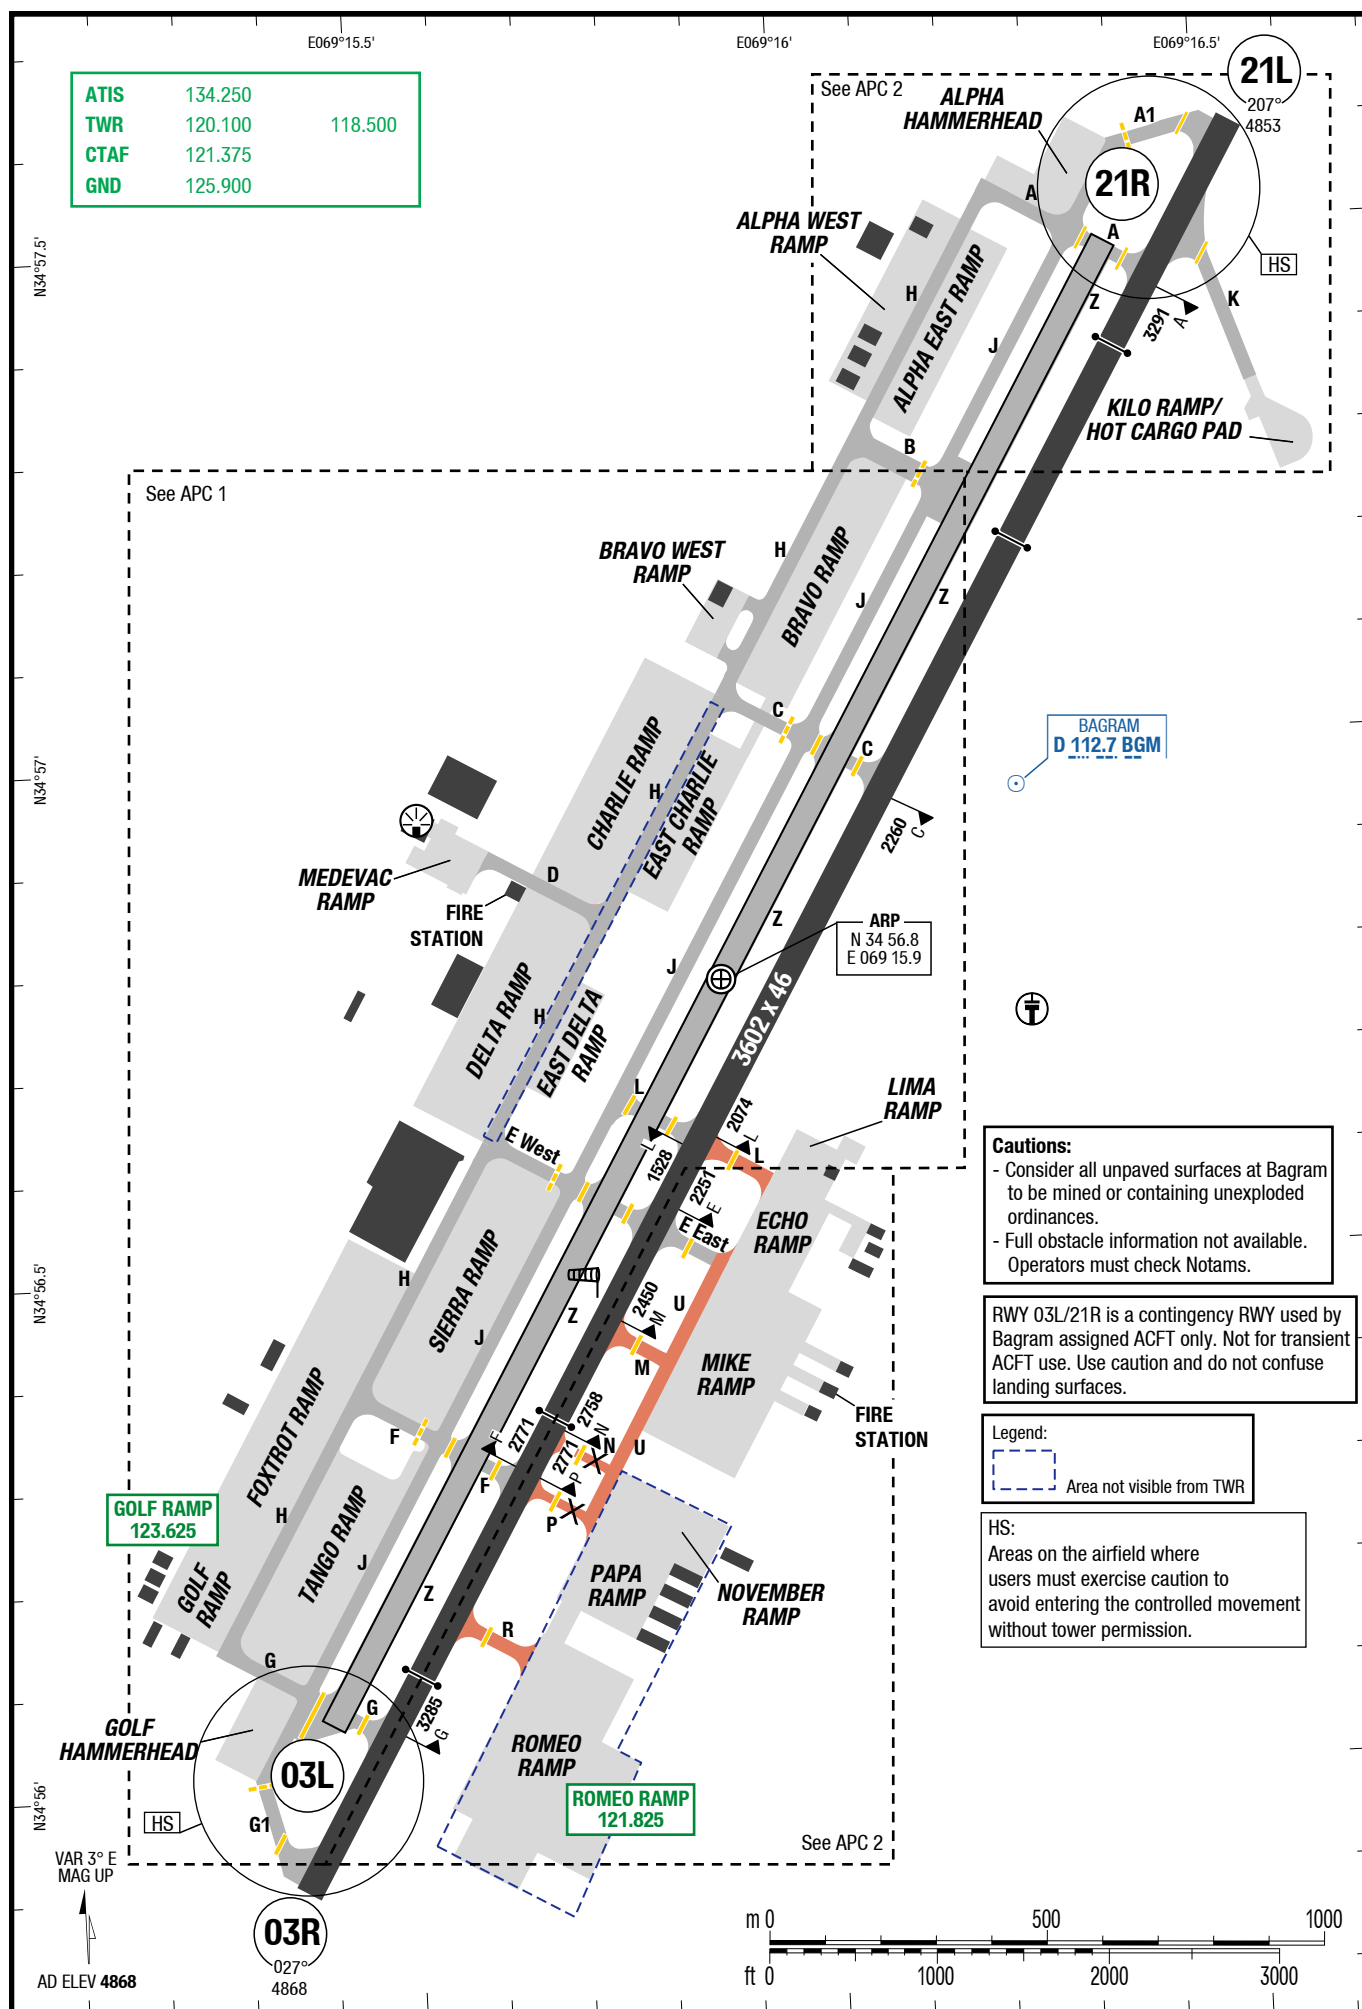 E069°15.5'
E069°16'
E069°16.5'
ATIS 134.250
TWR 120.100 118.500
CTAF 121.375
GND 125.900
See APC 2
21L
207°
4853
ALPHA
HAMMERHEAD
A1
21R
A
A
HS
ALPHA WEST
RAMP
H
ALPHA EAST RAMP
J
Z
K
3291
A
N34°57.5'
KILO RAMP/
HOT CARGO PAD
B
See APC 1
BRAVO WEST
RAMP
H
BRAVO RAMP
J
Z
C
C
BAGRAM
D 112.7 BGM
N34°57'
CHARLIE RAMP
H
EAST CHARLIE
RAMP
2260
C
MEDEVAC
RAMP
D
FIRE
STATION
Z
ARP
N 34 56.8
E 069 15.9
J
DELTA RAMP
H
EAST DELTA
RAMP
3602 x 46
LIMA
RAMP
L
2074
L
L
L
1528
E West
2251
E
E East
ECHO
RAMP
Cautions:
- Consider all unpaved surfaces at Bagram
to be mined or containing unexploded
ordinances.
- Full obstacle information not available.
Operators must check Notams.
RWY 03L/21R is a contingency RWY used by
Bagram assigned ACFT only. Not for transient
ACFT use. Use caution and do not confuse
landing surfaces.
Legend:
Area not visible from TWR
HS:
Areas on the airfield where
users must exercise caution to
avoid entering the controlled movement
without tower permission.
N34°56.5'
H
SIERRA RAMP
J
Z
2450
M
M
U
MIKE
RAMP
FIRE
STATION
FOXTROT RAMP
F
F
F
2771
2758
N
N
U
2771
P
P
GOLF RAMP
123.625
H
TANGO RAMP
J
Z
GOLF
RAMP
PAPA
RAMP
NOVEMBER
RAMP
R
G
G
3285
G
GOLF
HAMMERHEAD
03L
ROMEO
RAMP
ROMEO RAMP
121.825
N34°56'
HS
G1
See APC 2
VAR 3° E
MAG UP
03R
027°
4868
AD ELEV 4868
m 0 500 1000
ft 0 1000 2000 3000